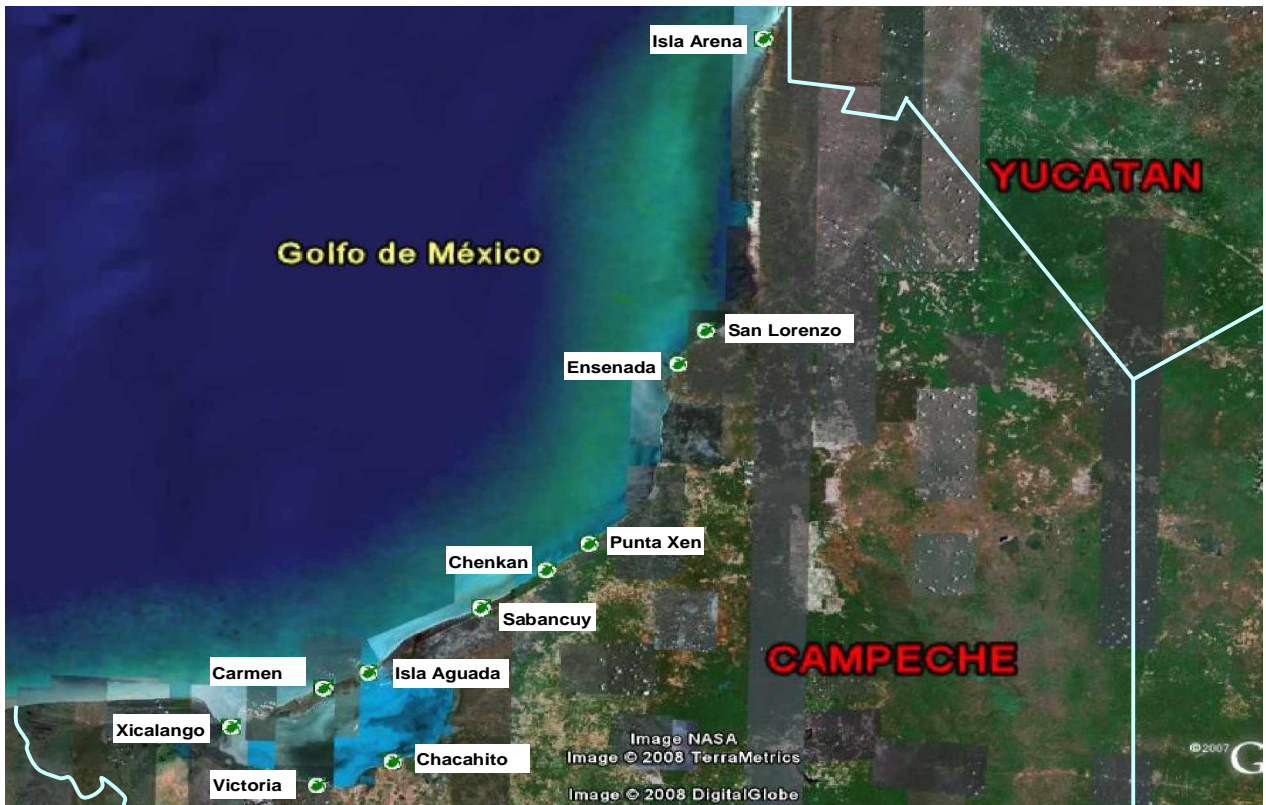 Isla Arena
YUCATAN
Golfo de México
San Lorenzo
Ensenada
Punta Xen
Chenkan
Sabancuy
CAMPECHE
Carmen
Isla Aguada
Xicalango
Chacahito
Victoria
Image NASA
Image © 2008 TerraMetrics
Image © 2008 DigitalGlobe
©2007
G